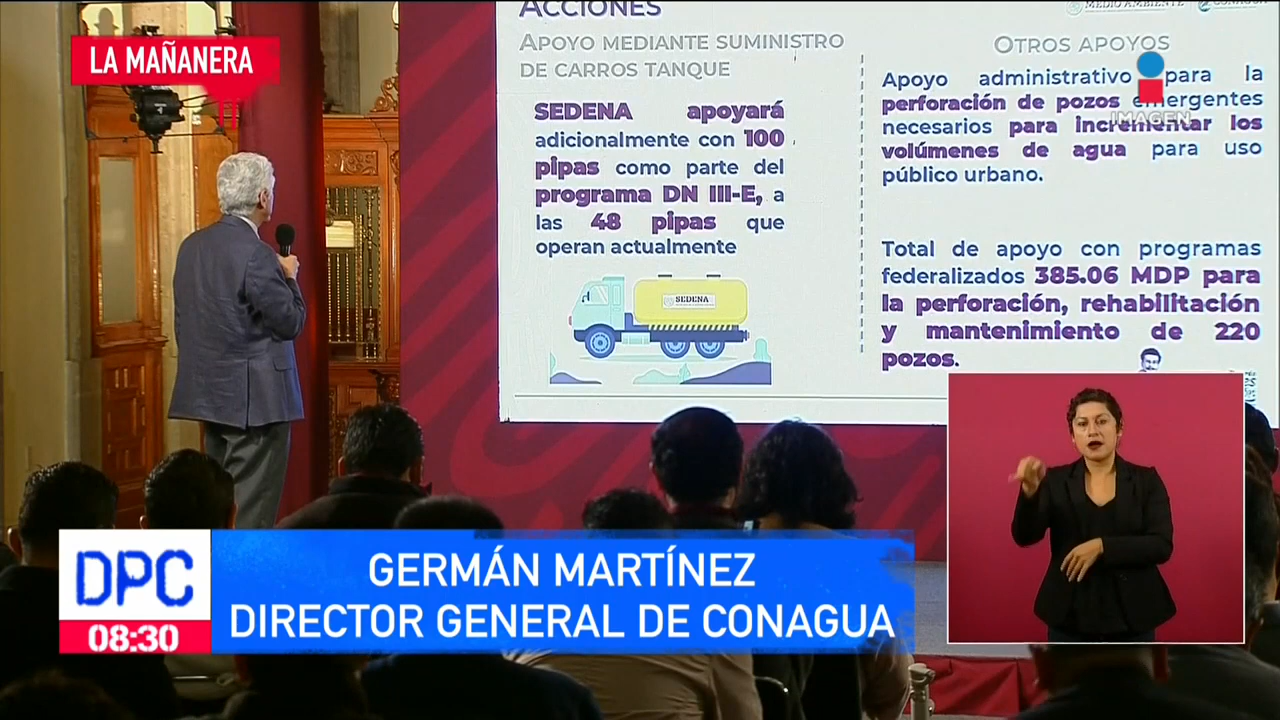 LA MAÑANERA
ACCIONES
APOYO MEDIANTE SUMINISTRO
DE CARROS TANQUE
SEDENA apoyará
adicionalmente con 100
pipas como parte del
programa DN III-E, a
las 48 pipas que
operan actualmente
SEDENA
MEDIO AMBIENTE
CONAGUA
OTROS APOYOS
Apoyo administrativo para la
perforación de pozos emergentes
necesarios para incrementar los
volúmenes de agua para uso
público urbano.
Total de apoyo con programas
federalizados 385.06 MDP para
la perforación, rehabilitación
y mantenimiento de 220
pozos.
IMAGEN
DPC
08:30
GERMÁN MARTÍNEZ
DIRECTOR GENERAL DE CONAGUA